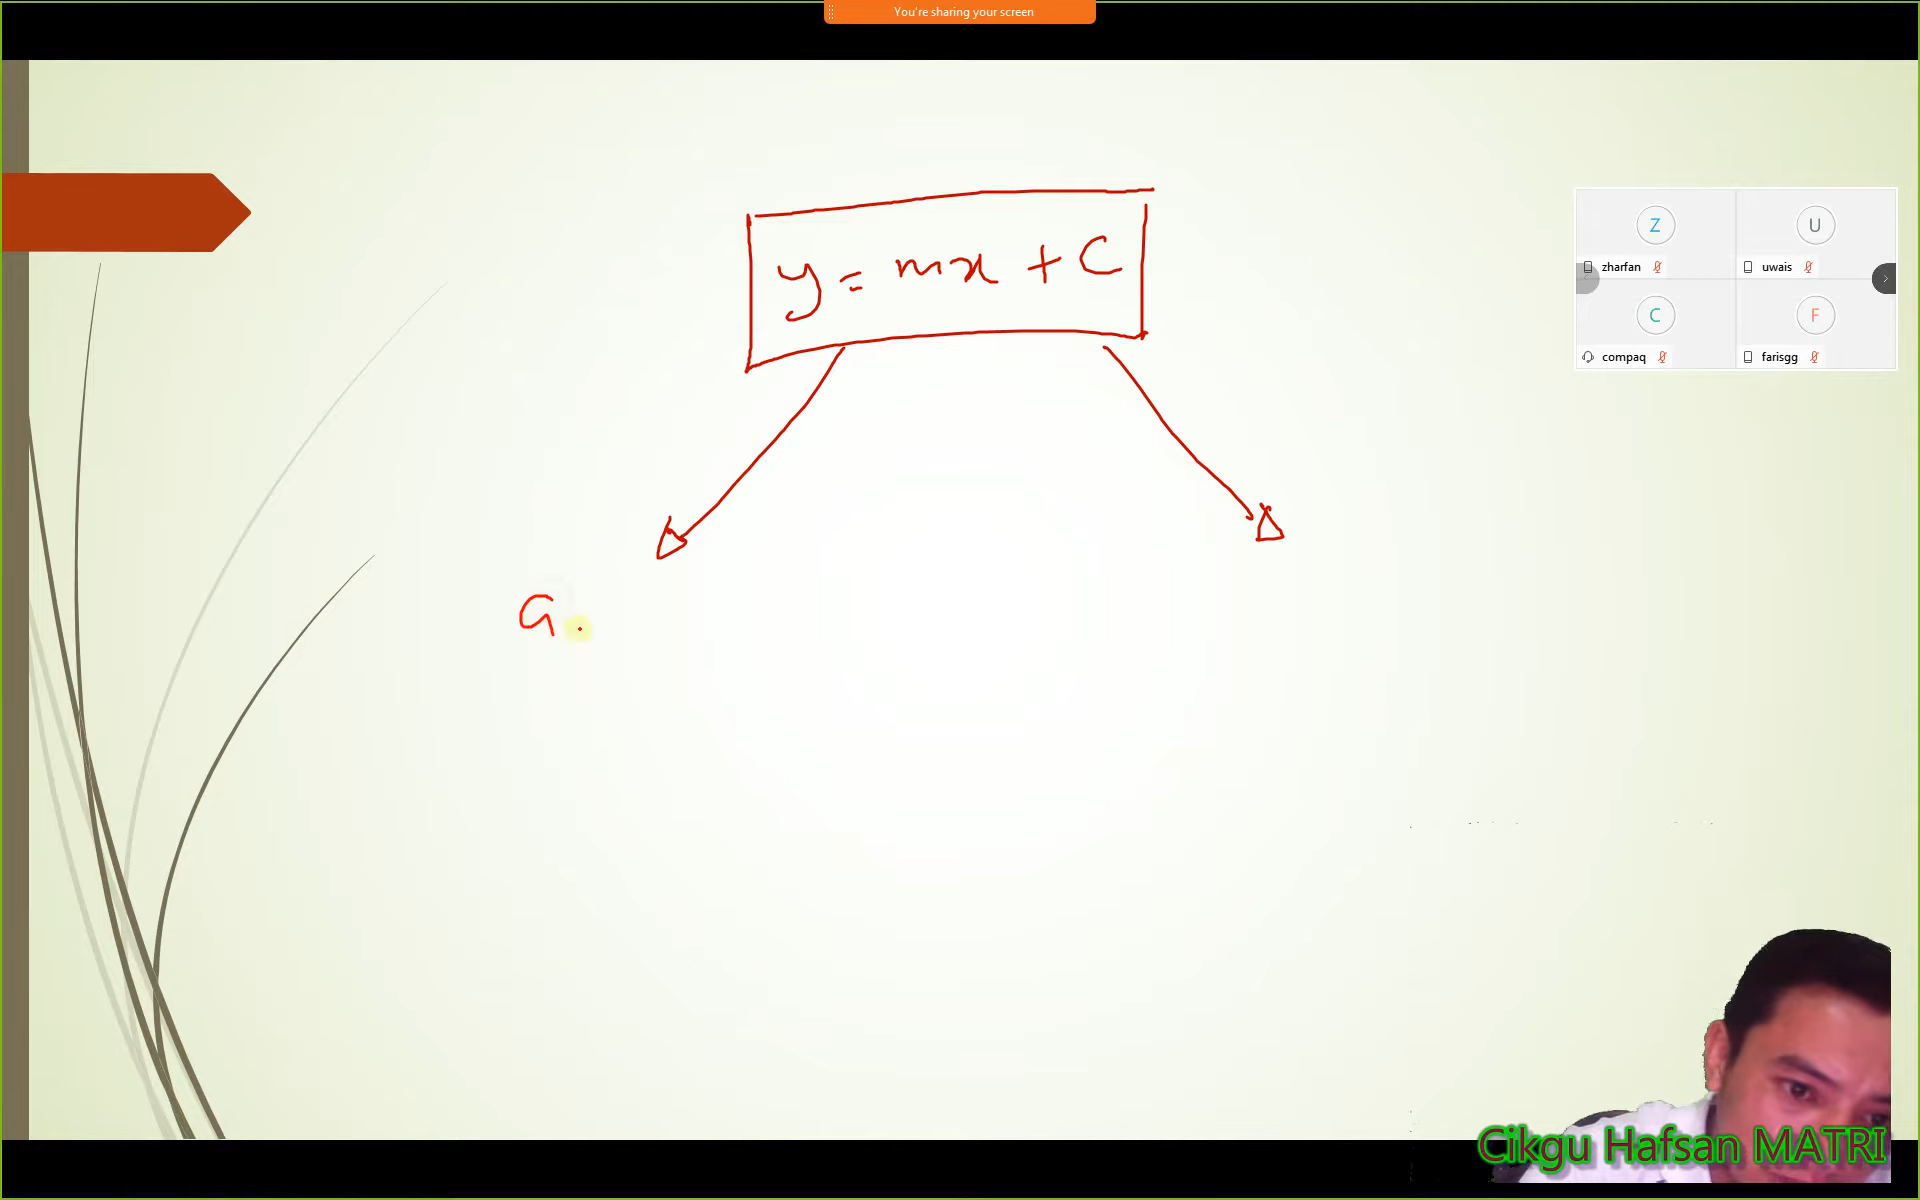 You're sharing your screen
y = mx + c
Z
U
zharfan
uwais
C
F
compaq
farisgg
G
Cikgu Hafsan MATRI